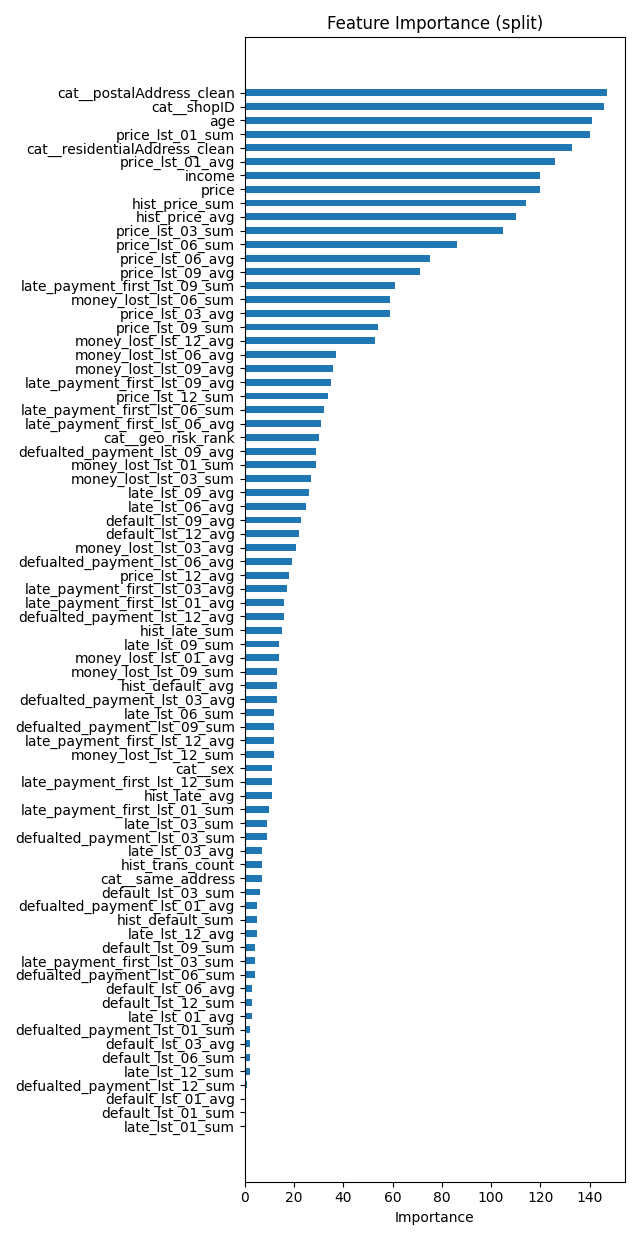 Feature Importance (split)
cat__postalAddress_clean
cat__shopID
age
price_lst_01_sum
cat__residentialAddress_clean
price_lst_01_avg
income
price
hist_price_sum
hist_price_avg
price_lst_03_sum
price_lst_06_sum
price_lst_06_avg
price_lst_09_avg
late_payment_first_lst_09_sum
money_lost_lst_06_sum
price_lst_03_avg
price_lst_09_sum
money_lost_lst_12_avg
money_lost_lst_06_avg
money_lost_lst_09_avg
late_payment_first_lst_09_avg
price_lst_12_sum
late_payment_first_lst_06_sum
late_payment_first_lst_06_avg
cat__geo_risk_rank
defualted_payment_lst_09_avg
money_lost_lst_01_sum
money_lost_lst_03_sum
late_lst_09_avg
late_lst_06_avg
default_lst_09_avg
default_lst_12_avg
money_lost_lst_03_avg
defualted_payment_lst_06_avg
price_lst_12_avg
late_payment_first_lst_03_avg
late_payment_first_lst_01_avg
defualted_payment_lst_12_avg
hist_late_sum
late_lst_09_sum
money_lost_lst_01_avg
money_lost_lst_09_sum
hist_default_avg
defualted_payment_lst_03_avg
late_lst_06_sum
defualted_payment_lst_09_sum
late_payment_first_lst_12_avg
money_lost_lst_12_sum
cat__sex
late_payment_first_lst_12_sum
hist_late_avg
late_payment_first_lst_01_sum
late_lst_03_sum
defualted_payment_lst_03_sum
late_lst_03_avg
hist_trans_count
cat__same_address
default_lst_03_sum
defualted_payment_lst_01_avg
hist_default_sum
late_lst_12_avg
default_lst_09_sum
late_payment_first_lst_03_sum
defualted_payment_lst_06_sum
default_lst_06_avg
default_lst_12_sum
late_lst_01_avg
defualted_payment_lst_01_sum
default_lst_03_avg
default_lst_06_sum
late_lst_12_sum
defualted_payment_lst_12_sum
default_lst_01_avg
default_lst_01_sum
late_lst_01_sum
0 20 40 60 80 100 120 140
Importance